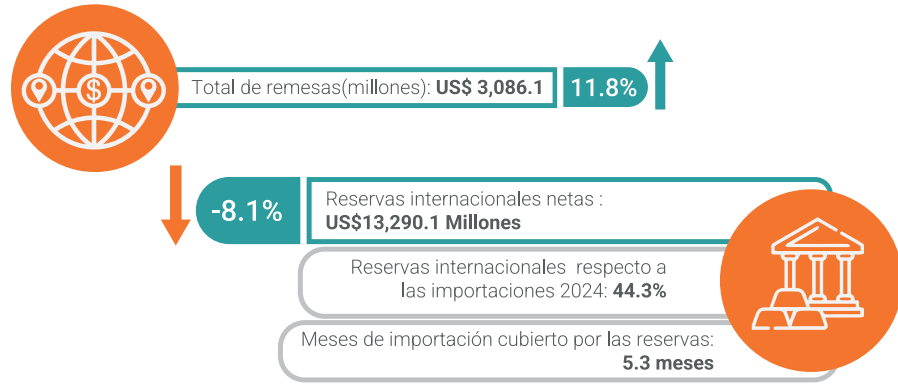 $
Total de remesas(millones): US$ 3,086.1
11.8%
-8.1%
Reservas internacionales netas :
US$13,290.1 Millones
Reservas internacionales respecto a
las importaciones 2024: 44.3%
Meses de importación cubierto por las reservas:
5.3 meses